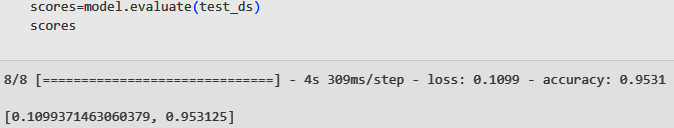 scores=model.evaluate(test_ds)
scores
8/8 [==============================] - 4s 309ms/step - loss: 0.1099 - accuracy: 0.9531
[0.1099371463060379, 0.953125]